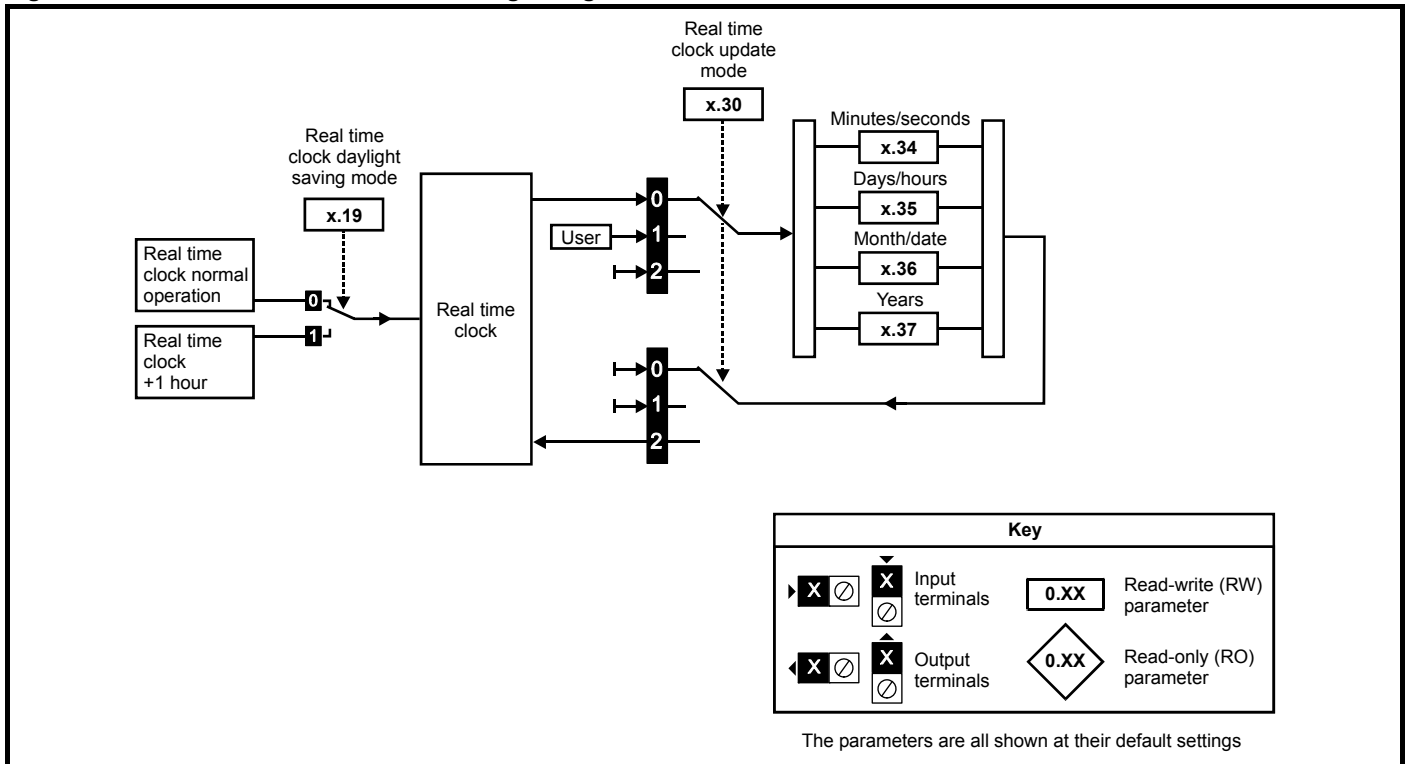 Real time
clock update
mode
x.30
Minutes/seconds
x.34
Days/hours
x.35
Month/date
x.36
Years
x.37
Real time
clock daylight
saving mode
x.19
Real time
clock normal
operation
0
Real time
clock
+1 hour
1
Real time
clock
0
User
1
2
0
1
2
Key
X
X
Input
terminals
0.XX
Read-write (RW)
parameter
X
X
Output
terminals
0.XX
Read-only (RO)
parameter
The parameters are all shown at their default settings